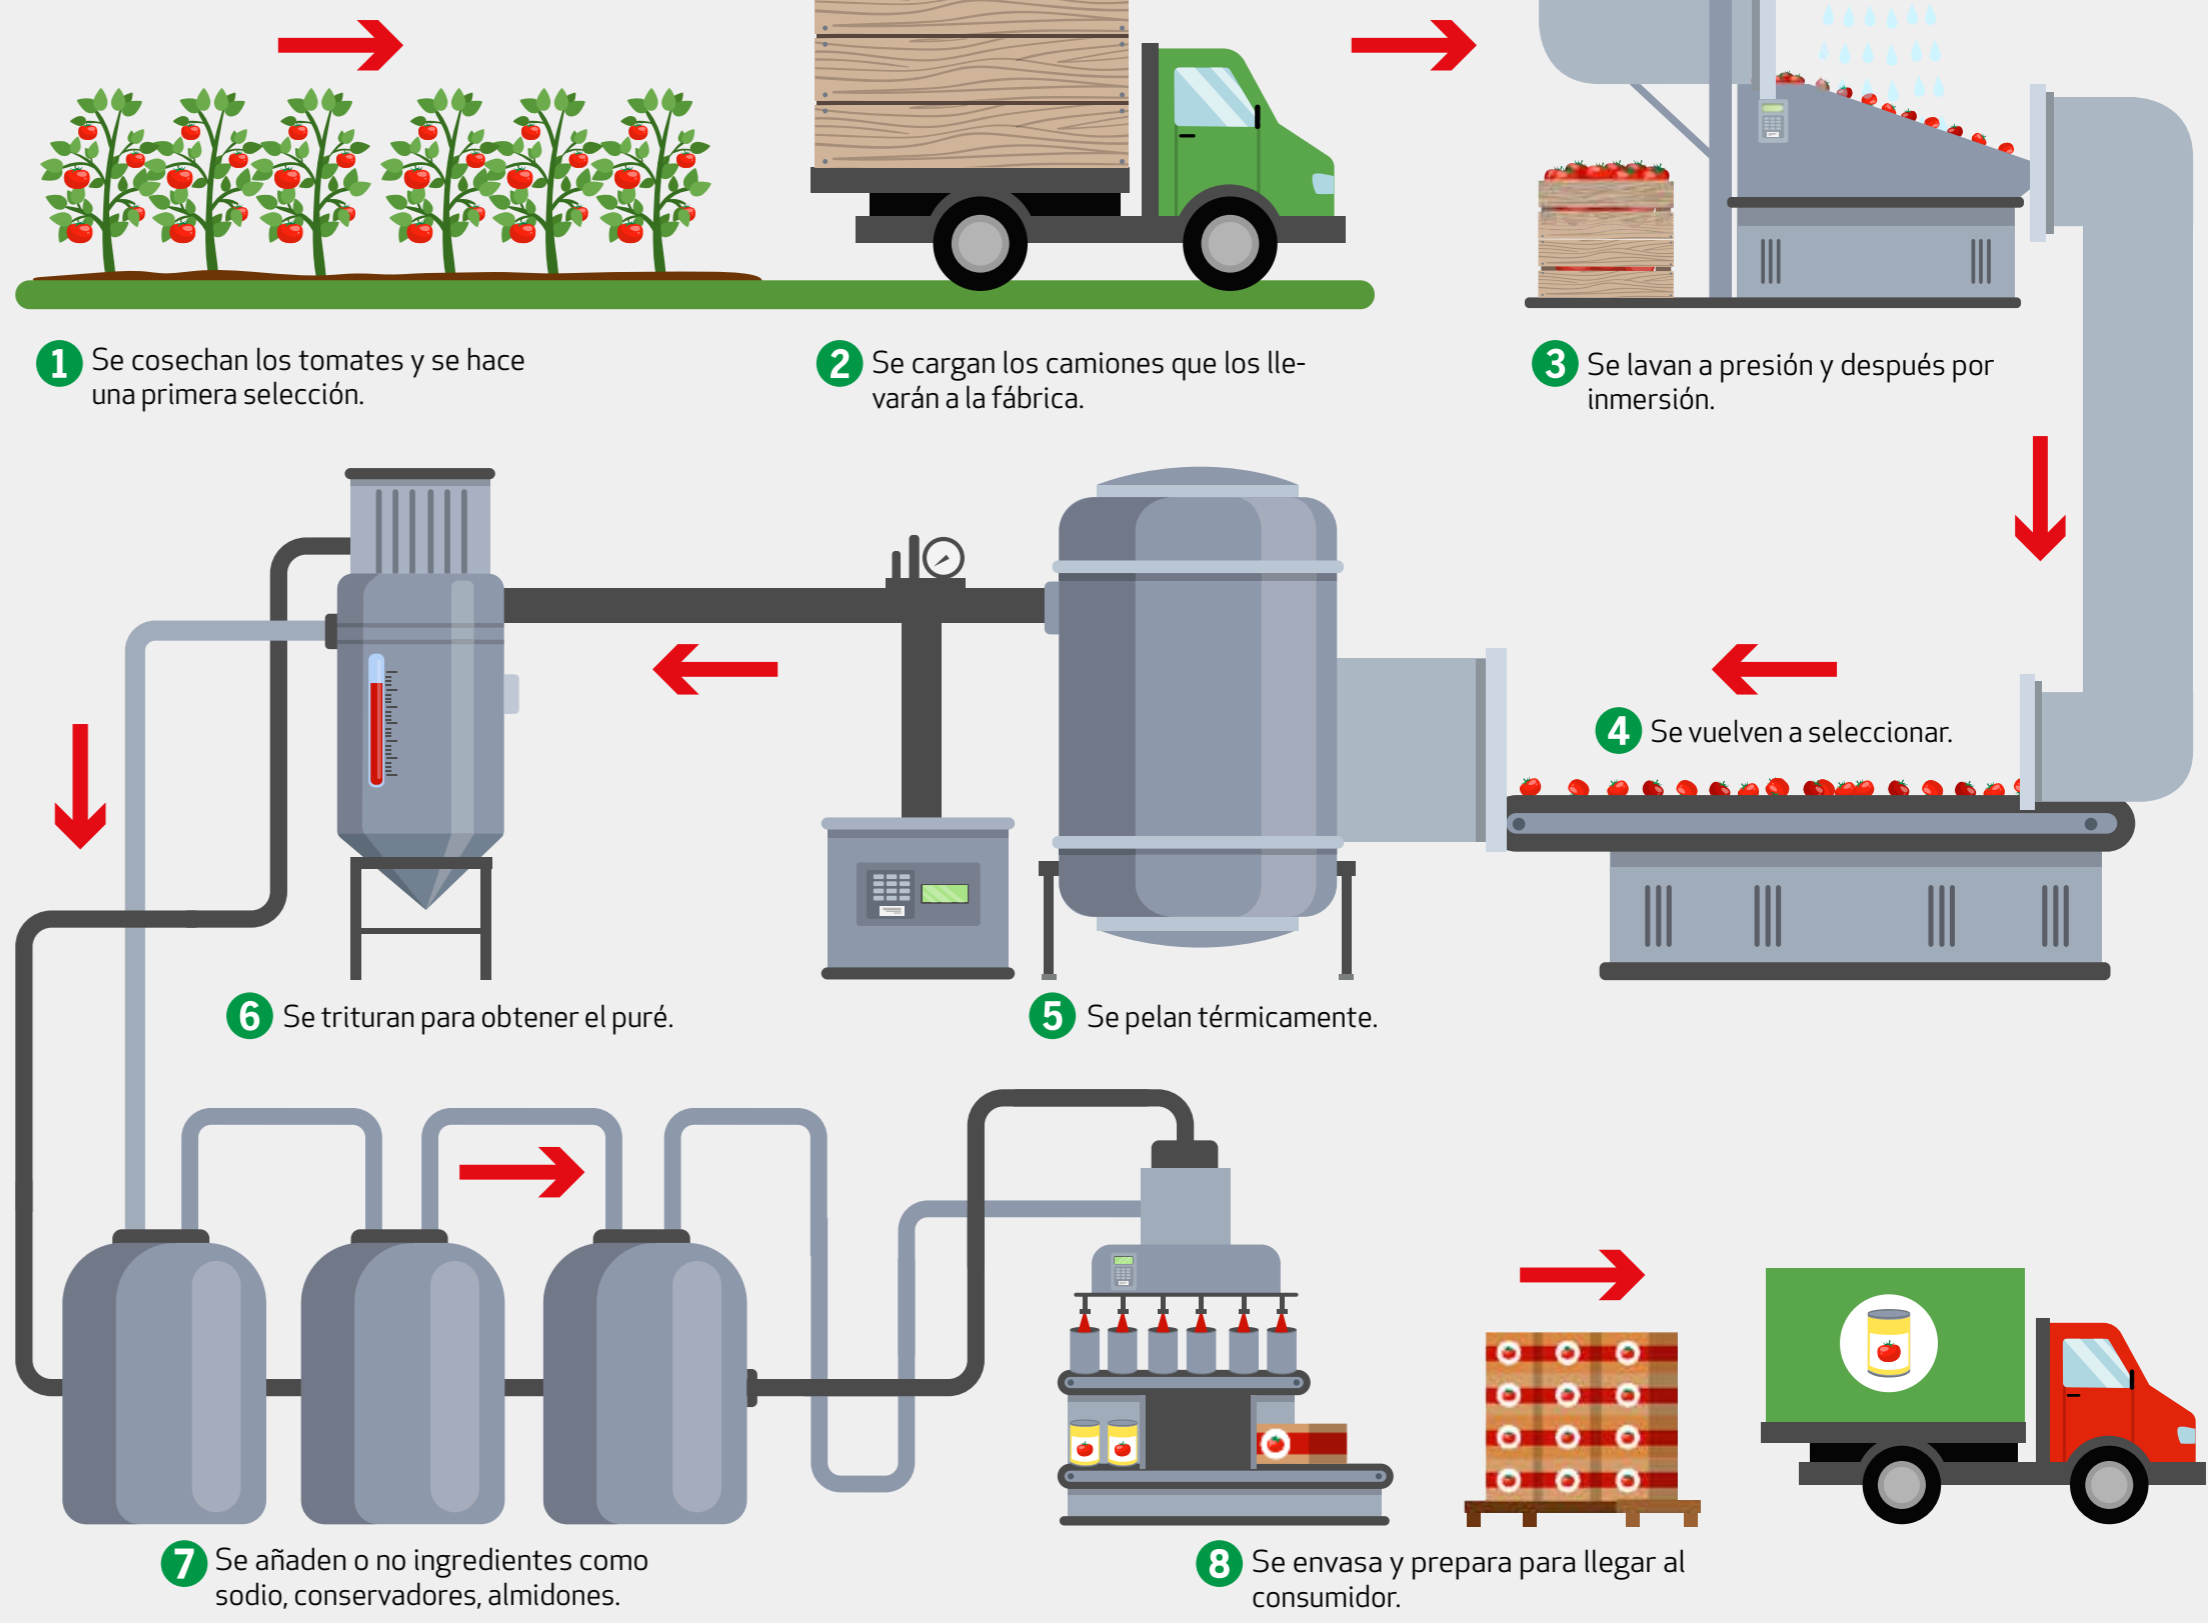 1 Se cosechan los tomates y se hace
una primera selección.
2 Se cargan los camiones que los lle-
varán a la fábrica.
3 Se lavan a presión y después por
inmersión.
4 Se vuelven a seleccionar.
6 Se trituran para obtener el puré.
5 Se pelan térmicamente.
7 Se añaden o no ingredientes como
sodio, conservadores, almidones.
8 Se envasa y prepara para llegar al
consumidor.